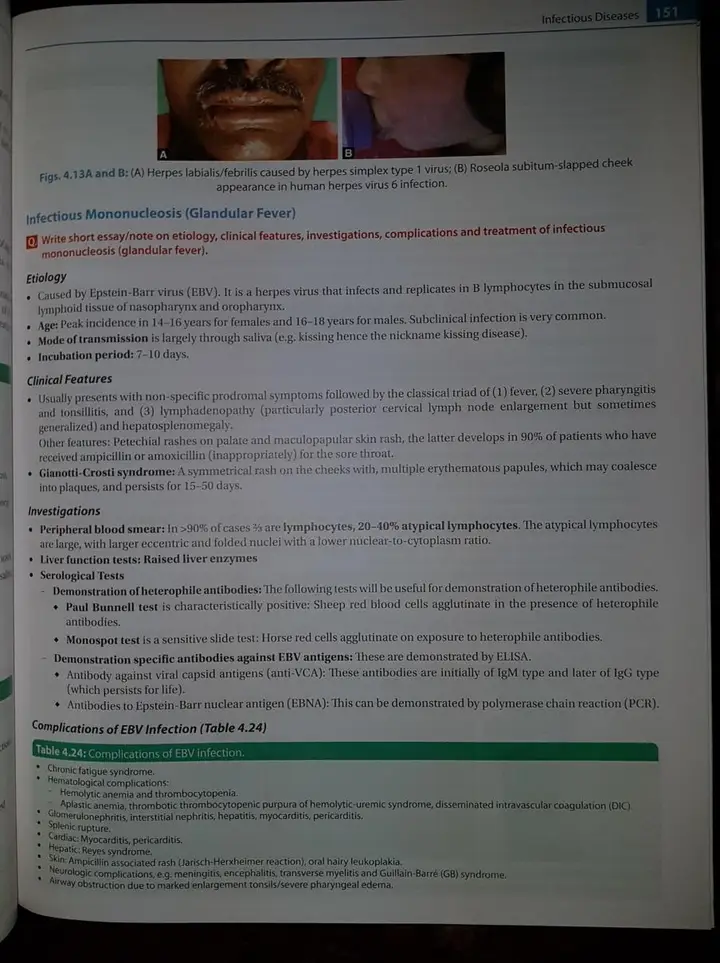 Infectious Diseases 151
A
B
Figs. 4.13A and B: (A) Herpes labialis/febrilis caused by herpes simplex type 1 virus; (B) Roseola subitum-slapped cheek
appearance in human herpes virus 6 infection.
Infectious Mononucleosis (Glandular Fever)
Q. Write short essay/note on etiology, clinical features, investigations, complications and treatment of infectious
mononucleosis (glandular fever).
Etiology
• Caused by Epstein-Barr virus (EBV). It is a herpes virus that infects and replicates in B lymphocytes in the submucosal
lymphoid tissue of nasopharynx and oropharynx.
• Age: Peak incidence in 14–16 years for females and 16–18 years for males. Subclinical infection is very common.
• Mode of transmission is largely through saliva (e.g. kissing hence the nickname kissing disease).
• Incubation period: 7–10 days.
Clinical Features
• Usually presents with non-specific prodromal symptoms followed by the classical triad of (1) fever, (2) severe pharyngitis
and tonsillitis, and (3) lymphadenopathy (particularly posterior cervical lymph node enlargement but sometimes
generalized) and hepatosplenomegaly.
Other features: Petechial rashes on palate and maculopapular skin rash, the latter develops in 90% of patients who have
received ampicillin or amoxicillin (inappropriately) for the sore throat.
• Gianotti-Crosti syndrome: A symmetrical rash on the cheeks with, multiple erythematous papules, which may coalesce
into plaques, and persists for 15–50 days.
Investigations
• Peripheral blood smear: In >90% of cases ⅔ are lymphocytes, 20–40% atypical lymphocytes. The atypical lymphocytes
are large, with larger eccentric and folded nuclei with a lower nuclear-to-cytoplasm ratio.
• Liver function tests: Raised liver enzymes
• Serological Tests
- Demonstration of heterophile antibodies: The following tests will be useful for demonstration of heterophile antibodies.
♦ Paul Bunnell test is characteristically positive: Sheep red blood cells agglutinate in the presence of heterophile
antibodies.
♦ Monospot test is a sensitive slide test: Horse red cells agglutinate on exposure to heterophile antibodies.
- Demonstration specific antibodies against EBV antigens: These are demonstrated by ELISA.
♦ Antibody against viral capsid antigens (anti-VCA): These antibodies are initially of IgM type and later of IgG type
(which persists for life).
♦ Antibodies to Epstein-Barr nuclear antigen (EBNA): This can be demonstrated by polymerase chain reaction (PCR).
Complications of EBV Infection (Table 4.24)
Table 4.24: Complications of EBV infection.
• Chronic fatigue syndrome.
• Hematological complications:
- Hemolytic anemia and thrombocytopenia.
- Aplastic anemia, thrombotic thrombocytopenic purpura of hemolytic-uremic syndrome, disseminated intravascular coagulation (DIC).
• Glomerulonephritis, interstitial nephritis, hepatitis, myocarditis, pericarditis.
• Splenic rupture.
• Cardiac: Myocarditis, pericarditis.
• Hepatic: Reyes syndrome.
• Skin: Ampicillin associated rash (Jarisch-Herxheimer reaction), oral hairy leukoplakia.
• Neurologic complications, e.g. meningitis, encephalitis, transverse myelitis and Guillain-Barré (GB) syndrome.
• Airway obstruction due to marked enlargement tonsils/severe pharyngeal edema.